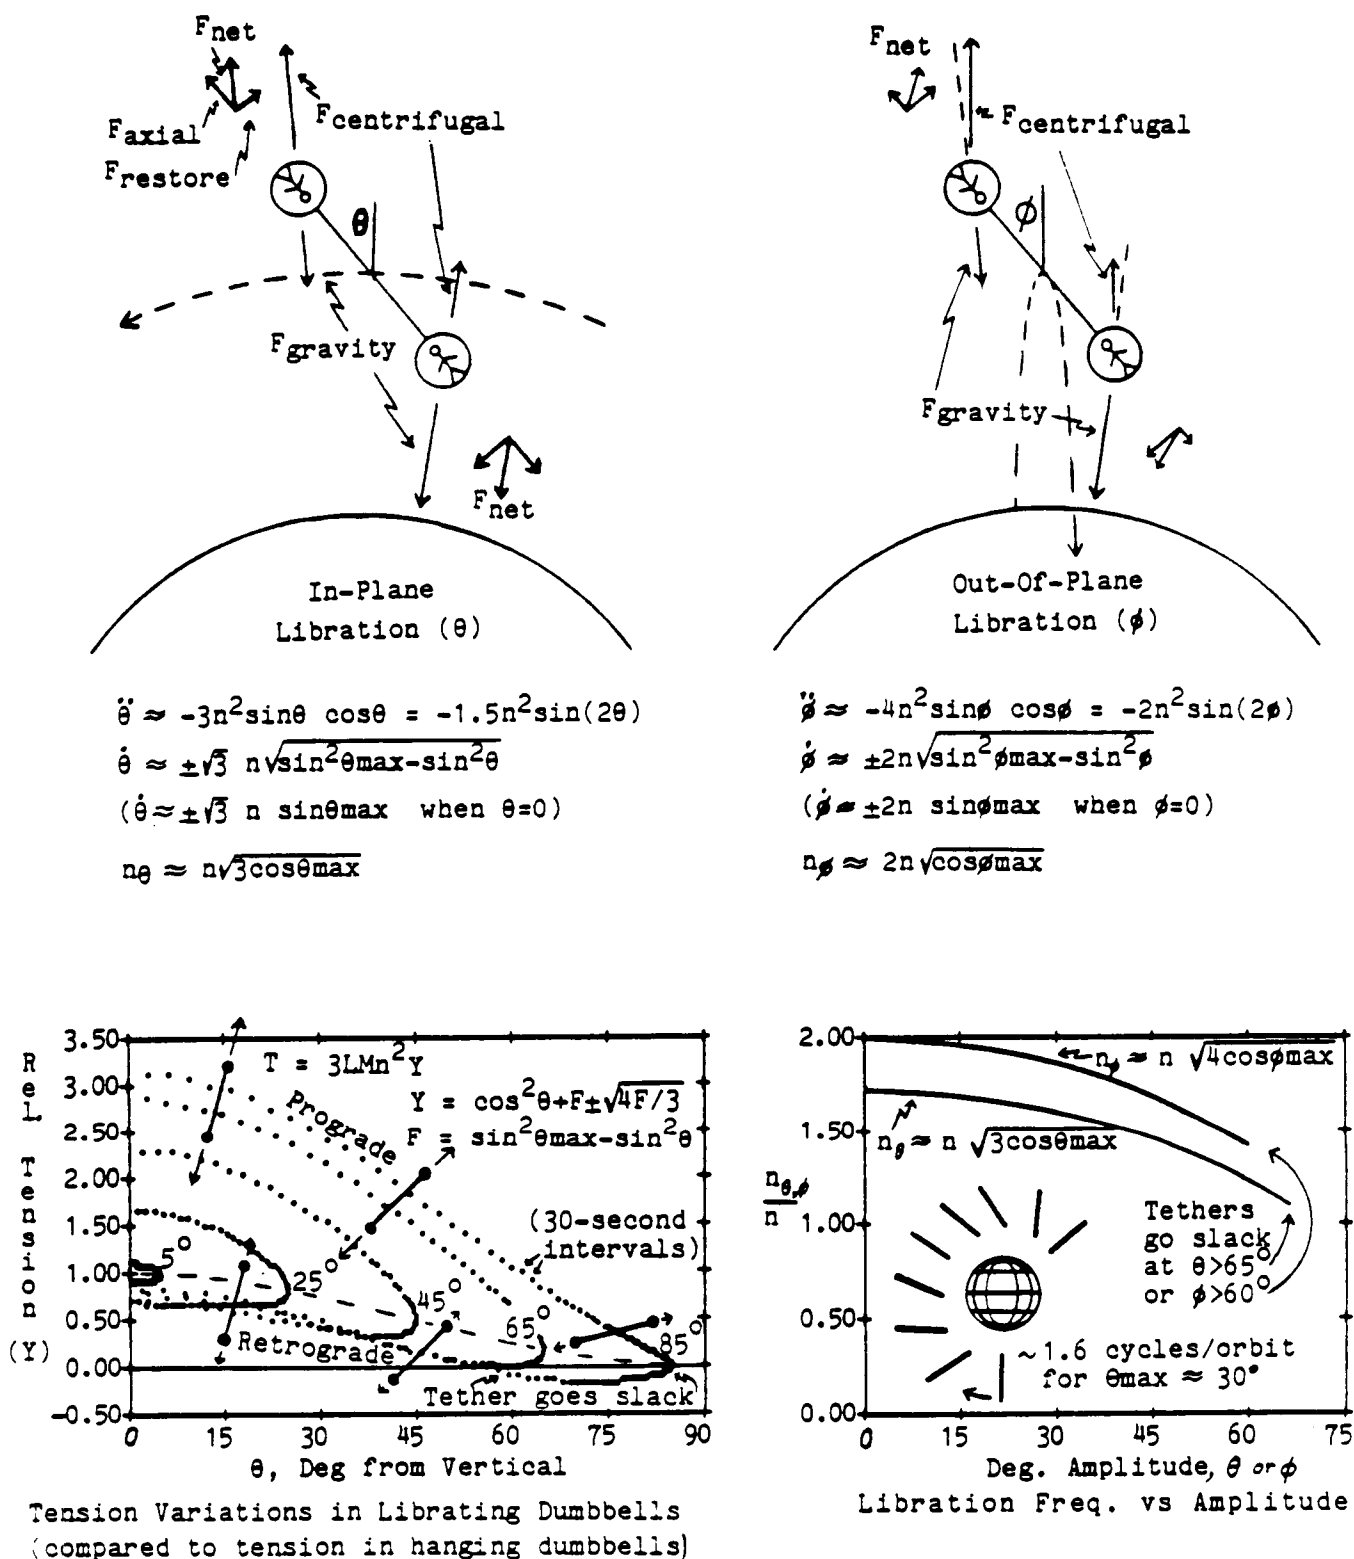 Fnet
Fcentrifugal
Faxial
Frestore
θ
Fgravity
Fnet
In-Plane
Libration (θ)
Fnet
Fcentrifugal
ϕ
Fgravity
Out-Of-Plane
Libration (ϕ)
θ̈ ≈ -3n²sinθ cosθ = -1.5n²sin(2θ)
θ̇ ≈ ±√3 n√sin²θmax-sin²θ
(θ̇ ≈ ±√3 n sinθmax when θ=0)
nθ ≈ n√3cosθmax
ϕ̈ ≈ -4n²sinϕ cosϕ = -2n²sin(2ϕ)
ϕ̇ ≈ ±2n√sin²ϕmax-sin²ϕ
(ϕ̇ ≈ ±2n sinϕmax when ϕ=0)
nϕ ≈ 2n√cosϕmax
Rel. Tension (Y)
3.50
3.00
2.50
2.00
1.50
1.00
0.50
0.00
-0.50
T = 3LMn²Y
Y = cos²θ+F±√4F/3
F = sin²θmax-sin²θ
Prograde
(30-second
intervals)
5°
25°
45°
65°
85°
Retrograde
Tether goes slack
0 15 30 45 60 75 90
θ, Deg from Vertical
Tension Variations in Librating Dumbbells
(compared to tension in hanging dumbbells)
nθ,ϕ
n
2.00
1.50
1.00
0.50
0.00
nϕ ≈ n √4cosϕmax
nθ ≈ n √3cosθmax
Tethers
go slack
at θ>65°
or ϕ>60°
~1.6 cycles/orbit
for θmax ≈ 30°
0 15 30 45 60 75
Deg. Amplitude, θ or ϕ
Libration Freq. vs Amplitude